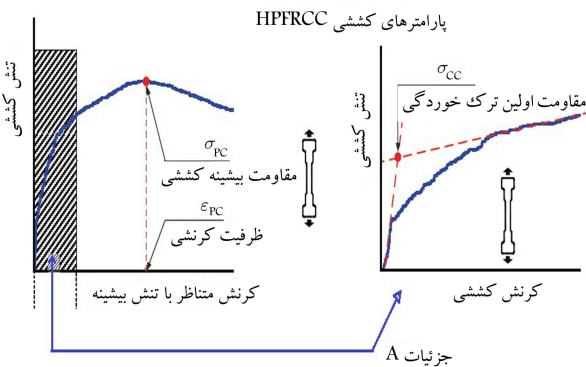 پارامترهای کششی HPFRCC
تنش کششی
σPC
مقاومت بیشینه کششی
εPC
ظرفیت کرنشی
کرنش متناظر با تنش بیشینه
تنش کششی
σCC
مقاومت اولین ترک خوردگی
کرنش کششی
جزئیات A